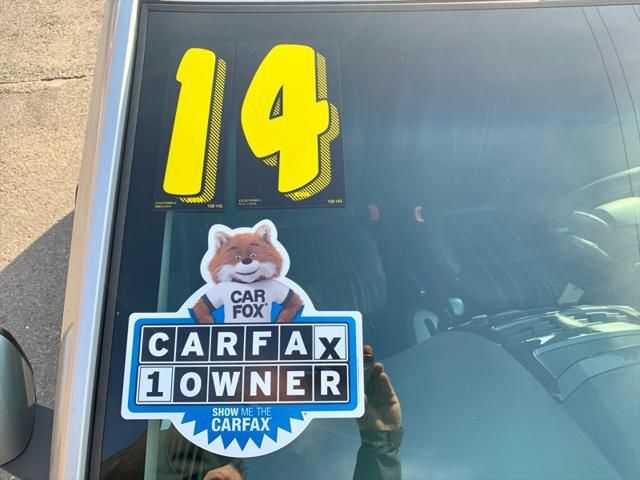 14
CAR
FOX
CARFAX
1OWNER
SHOW ME THE
CARFAX